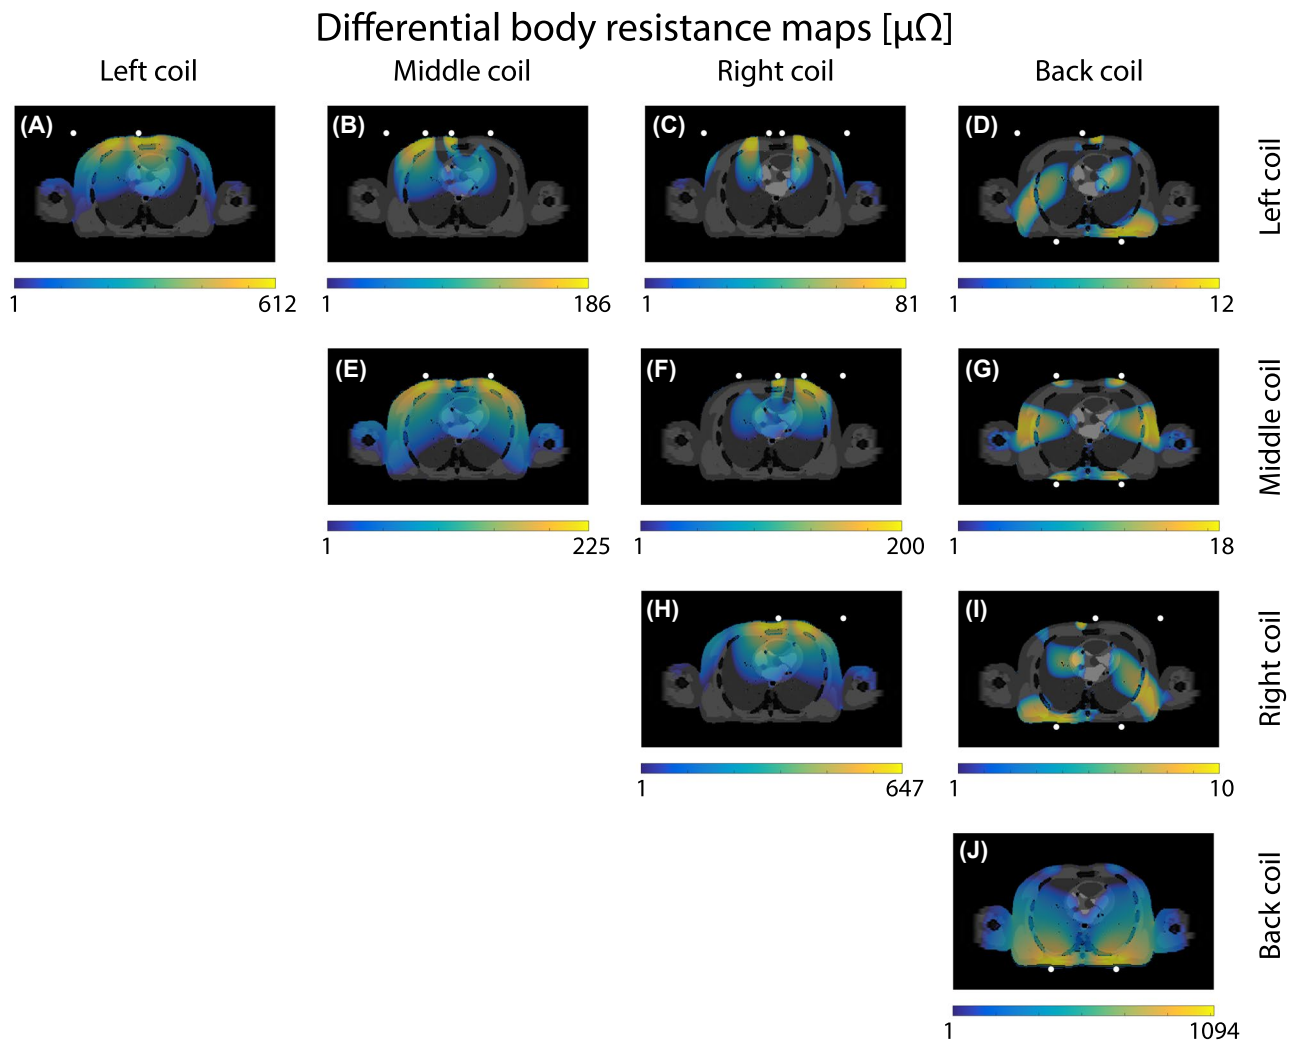 Differential body resistance maps [μΩ]
Left coil Middle coil Right coil Back coil
(A) (B) (C) (D) Left coil
1 612 1 186 1 81 1 12
(E) (F) (G) Middle coil
1 225 1 200 1 18
(H) (I) Right coil
1 647 1 10
(J) Back coil
1 1094